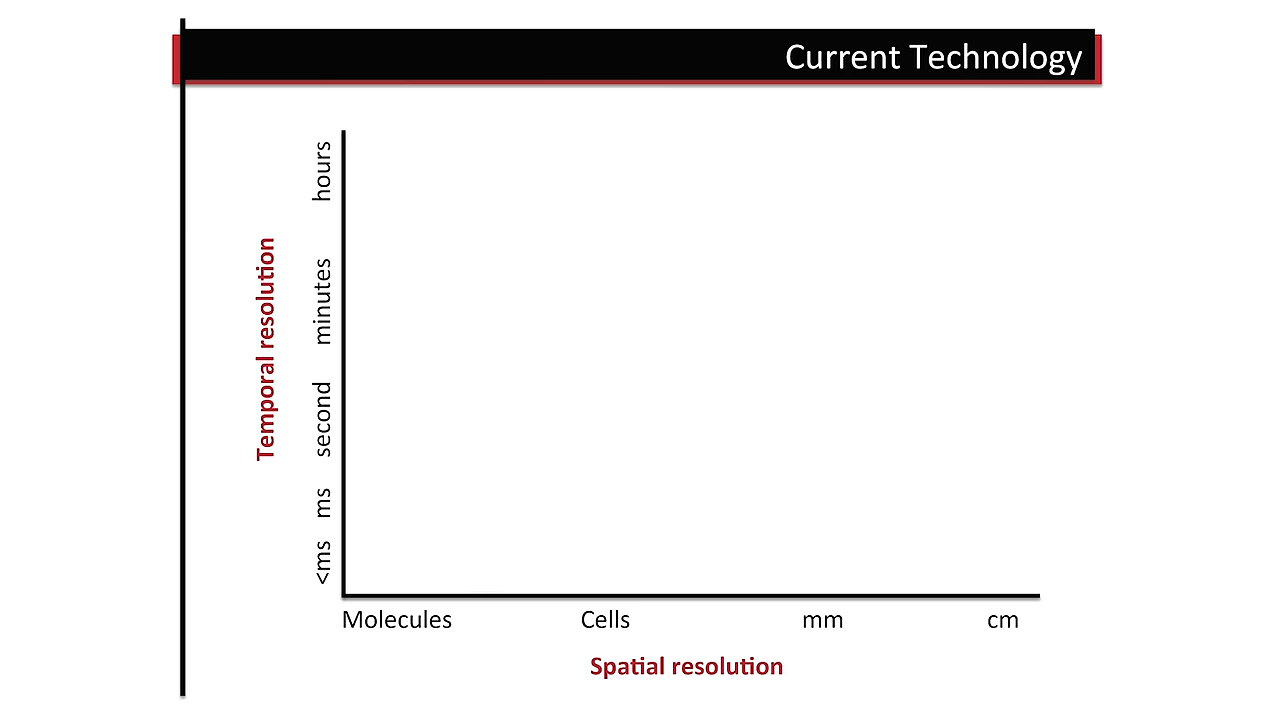 Current Technology
Temporal resolution
hours
minutes
second
ms
<ms
Molecules
Cells
mm
cm
Spatial resolution